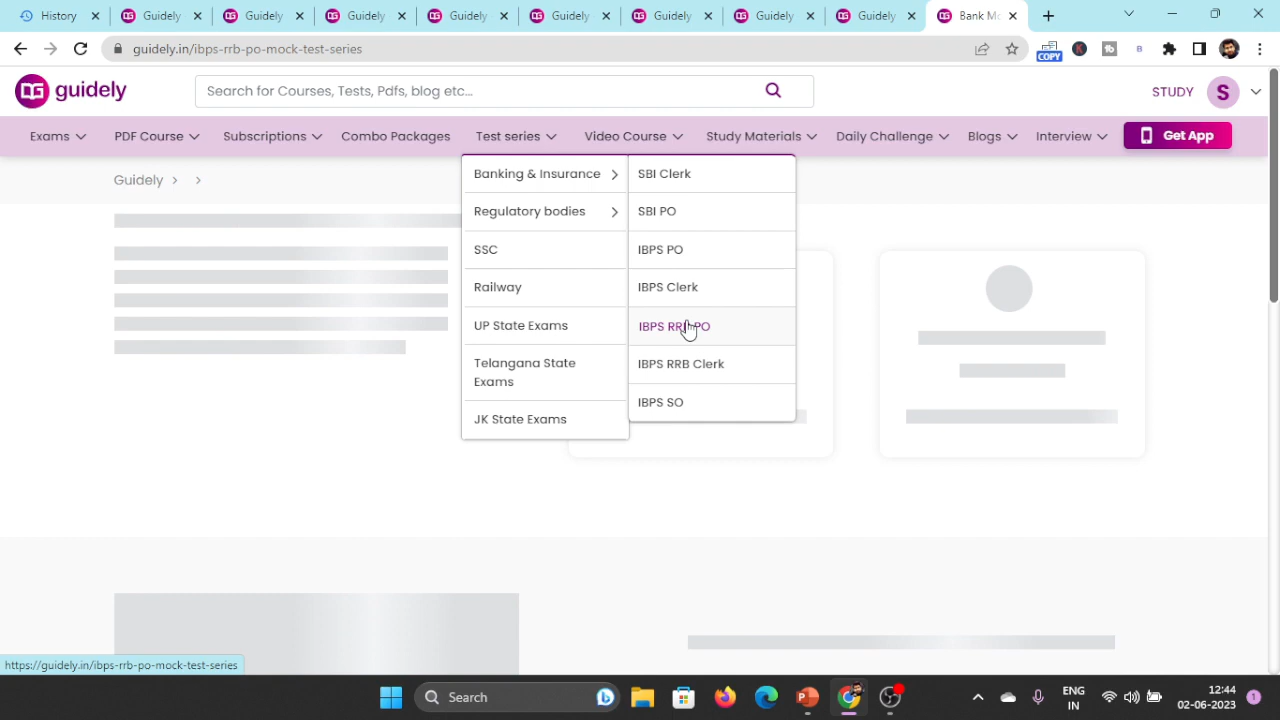 History
Guidely
Guidely
Guidely
Guidely
Guidely
Guidely
Guidely
Guidely
Bank Mo
guidely.in/ibps-rrb-po-mock-test-series
COPY
K
B
guidely
Search for Courses, Tests, Pdfs, blog etc...
STUDY
S
Exams
PDF Course
Subscriptions
Combo Packages
Test series
Video Course
Study Materials
Daily Challenge
Blogs
Interview
Get App
Guidely
Banking & Insurance
Regulatory bodies
SSC
Railway
UP State Exams
Telangana State
Exams
JK State Exams
SBI Clerk
SBI PO
IBPS PO
IBPS Clerk
IBPS RRB PO
IBPS RRB Clerk
IBPS SO
https://guidely.in/ibps-rrb-po-mock-test-series
Search
ENG
IN
12:44
02-06-2023
1